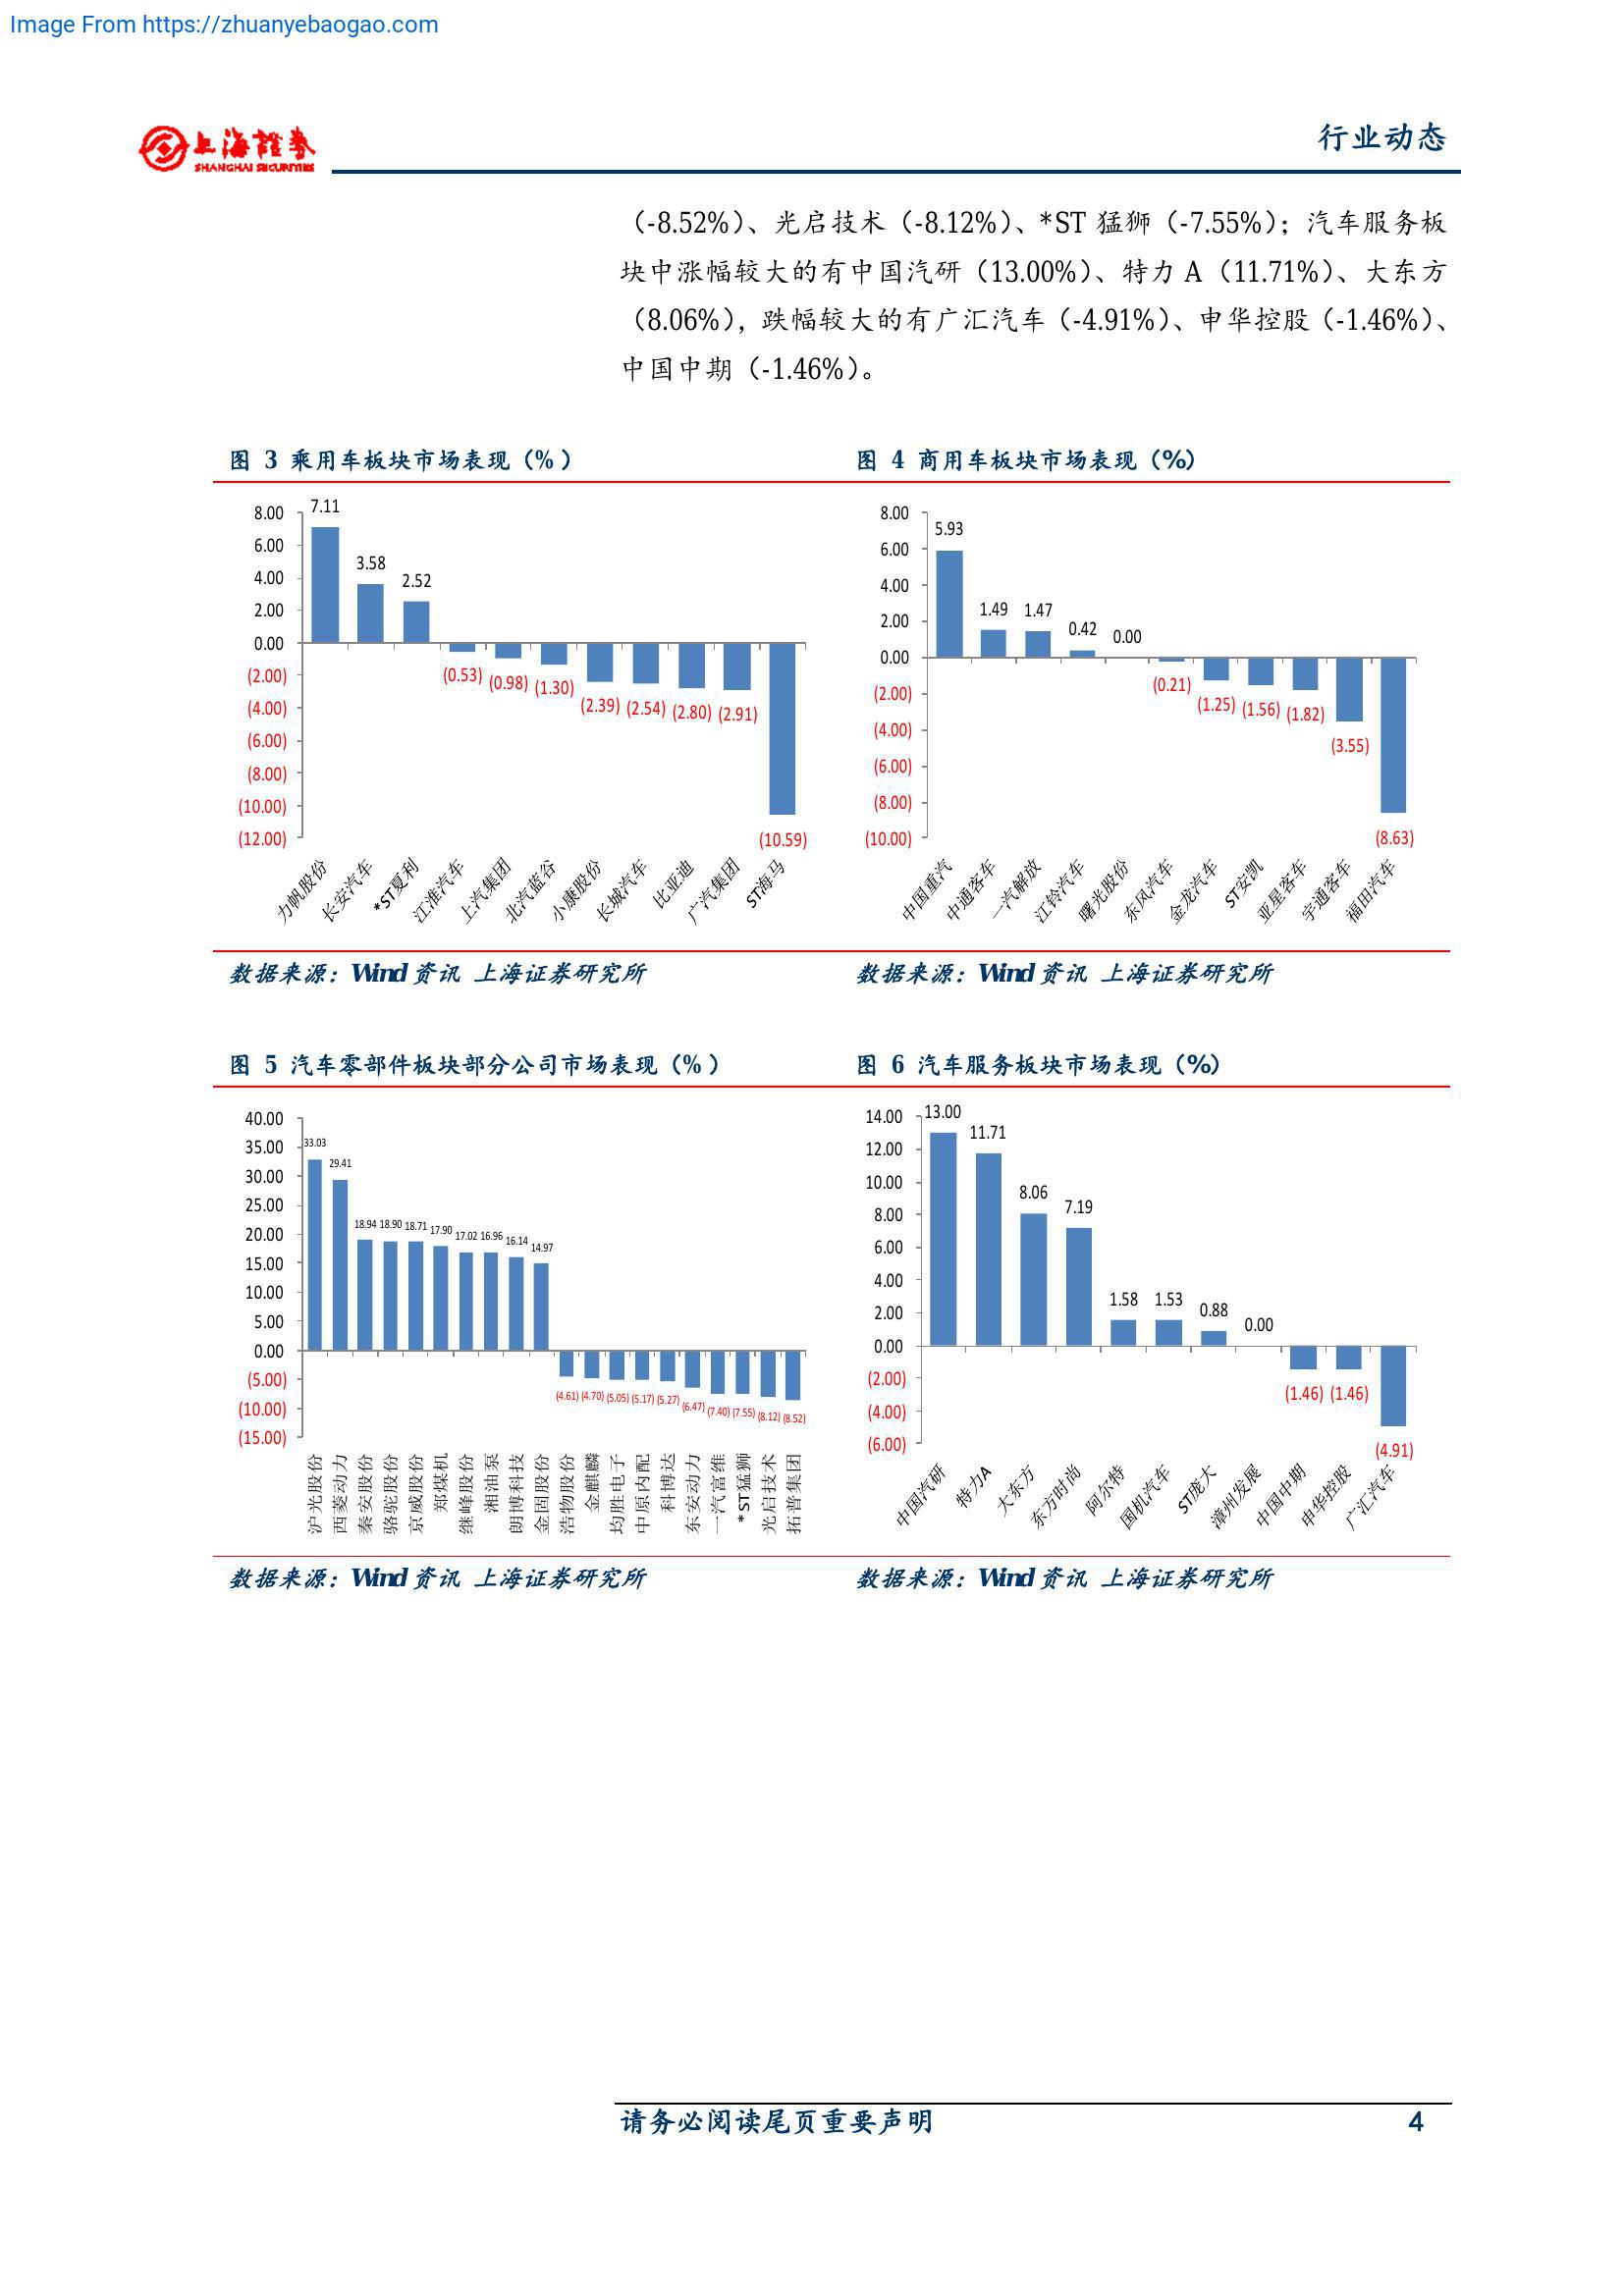 Image From https://zhuanyebaogao.com
上海證券
SHANGHAI SECURITIES
行业动态
（-8.52%）、光启技术（-8.12%）、*ST 猛狮（-7.55%）；汽车服务板
块中涨幅较大的有中国汽研（13.00%）、特力 A（11.71%）、大东方
（8.06%），跌幅较大的有广汇汽车（-4.91%）、申华控股（-1.46%）、
中国中期（-1.46%）。
图 3 乘用车板块市场表现（%）
8.00
6.00
4.00
2.00
0.00
(2.00)
(4.00)
(6.00)
(8.00)
(10.00)
(12.00)
7.11
3.58
2.52
(0.53)
(0.98)
(1.30)
(2.39)
(2.54)
(2.80)
(2.91)
(10.59)
力帆股份
长安汽车
*ST夏利
江淮汽车
上汽集团
北汽蓝谷
小康股份
长城汽车
比亚迪
广汽集团
ST海马
数据来源：Wind 资讯 上海证券研究所
图 4 商用车板块市场表现（%）
8.00
6.00
4.00
2.00
0.00
(2.00)
(4.00)
(6.00)
(8.00)
(10.00)
5.93
1.49
1.47
0.42
0.00
(0.21)
(1.25)
(1.56)
(1.82)
(3.55)
(8.63)
中国重汽
中通客车
一汽解放
江铃汽车
曙光股份
东风汽车
金龙汽车
ST安凯
亚星客车
宇通客车
福田汽车
数据来源：Wind 资讯 上海证券研究所
图 5 汽车零部件板块部分公司市场表现（%）
40.00
35.00
30.00
25.00
20.00
15.00
10.00
5.00
0.00
(5.00)
(10.00)
(15.00)
33.03
29.41
18.94
18.90
18.71
17.90
17.02
16.96
16.14
14.97
(4.61)
(4.70)
(5.05)
(5.17)
(5.27)
(6.47)
(7.40)
(7.55)
(8.12)
(8.52)
沪光股份
西菱动力
秦安股份
骆驼股份
京威股份
郑煤机
继峰股份
湘油泵
朗博科技
金固股份
浩物股份
金麒麟
均胜电子
中原内配
科博达
东安动力
一汽富维
*ST猛狮
光启技术
拓普集团
数据来源：Wind 资讯 上海证券研究所
图 6 汽车服务板块市场表现（%）
14.00
12.00
10.00
8.00
6.00
4.00
2.00
0.00
(2.00)
(4.00)
(6.00)
13.00
11.71
8.06
7.19
1.58
1.53
0.88
0.00
(1.46)
(1.46)
(4.91)
中国汽研
特力A
大东方
东方时尚
阿尔特
国机汽车
ST庞大
漳州发展
中国中期
申华控股
广汇汽车
数据来源：Wind 资讯 上海证券研究所
请务必阅读尾页重要声明
4